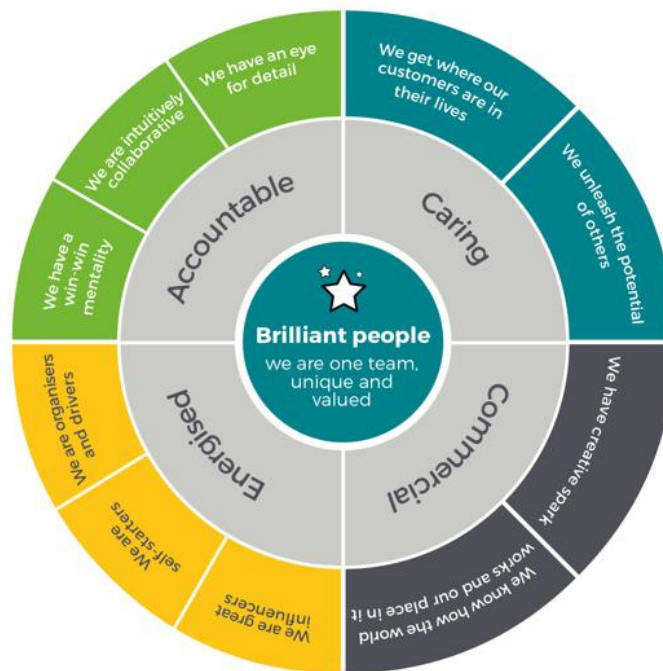 We have an eye
for detail
We get where our
customers are in
their lives
We are intuitively
collaborative
We unleash the potential
of others
Accountable
Caring
We have a
win-win
mentality
Brilliant people
we are one team,
unique and
valued
We are organisers
and drivers
Energised
Commercial
We have creative spark
We are
self-starters
We are great
influencers
We know how the world
works and our place in it